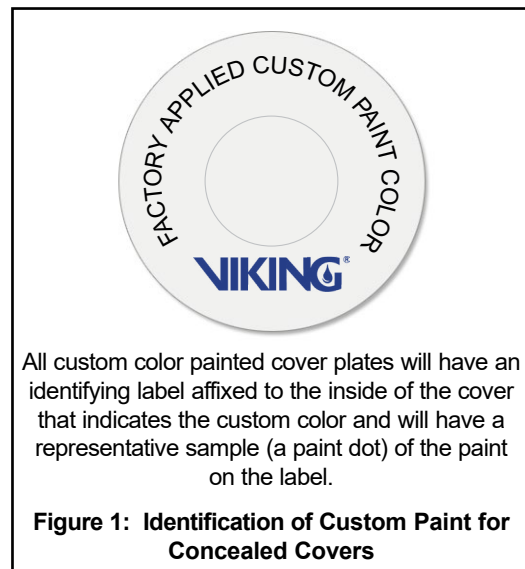 FACTORY APPLIED CUSTOM PAINT COLOR
VIKING®
All custom color painted cover plates will have an
identifying label affixed to the inside of the cover
that indicates the custom color and will have a
representative sample (a paint dot) of the paint
on the label.
Figure 1: Identification of Custom Paint for
Concealed Covers